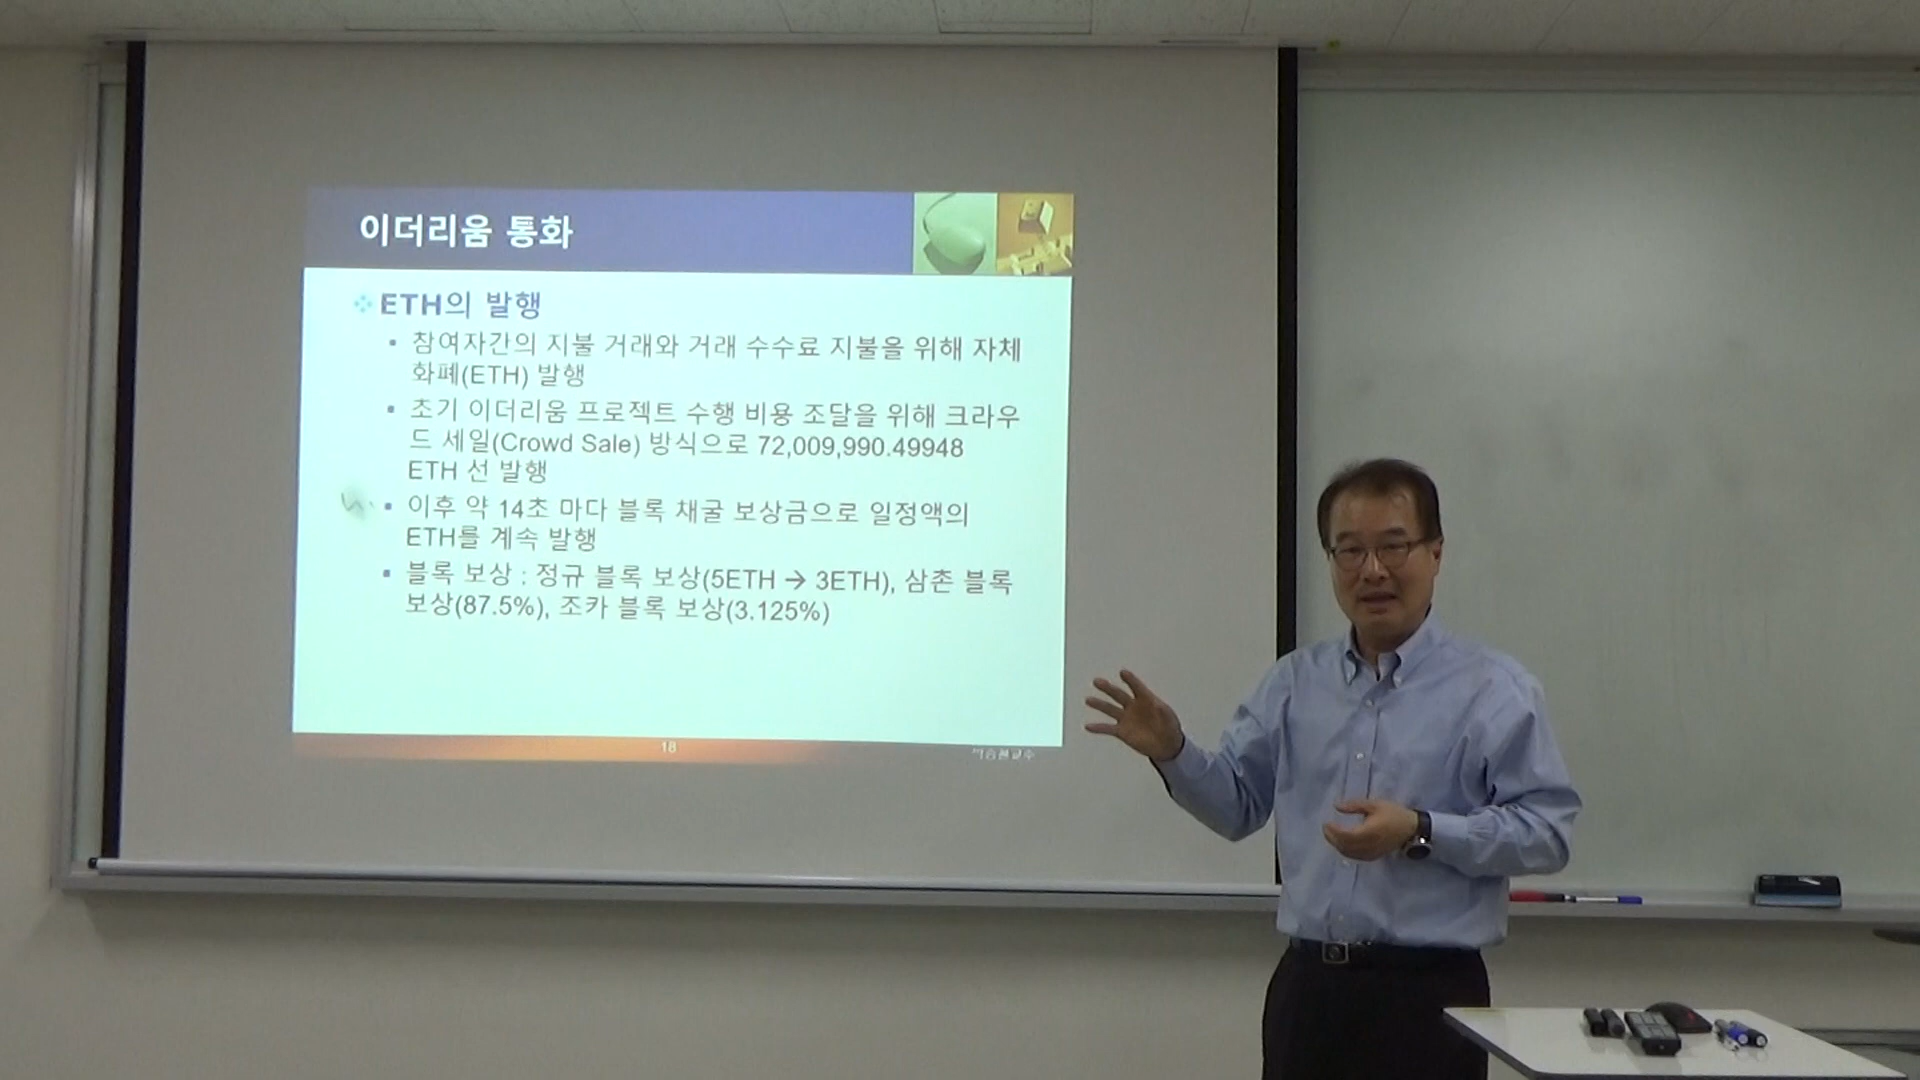 이더리움 통화
ETH의 발행
참여자간의 지불 거래와 거래 수수료 지불을 위해 자체
화폐(ETH) 발행
초기 이더리움 프로젝트 수행 비용 조달을 위해 크라우
드 세일(Crowd Sale) 방식으로 72,009,990.49948
ETH 선 발행
이후 약 14초 마다 블록 채굴 보상금으로 일정액의
ETH를 계속 발행
블록 보상 : 정규 블록 보상(5ETH → 3ETH), 삼촌 블록
보상(87.5%), 조카 블록 보상(3.125%)
18